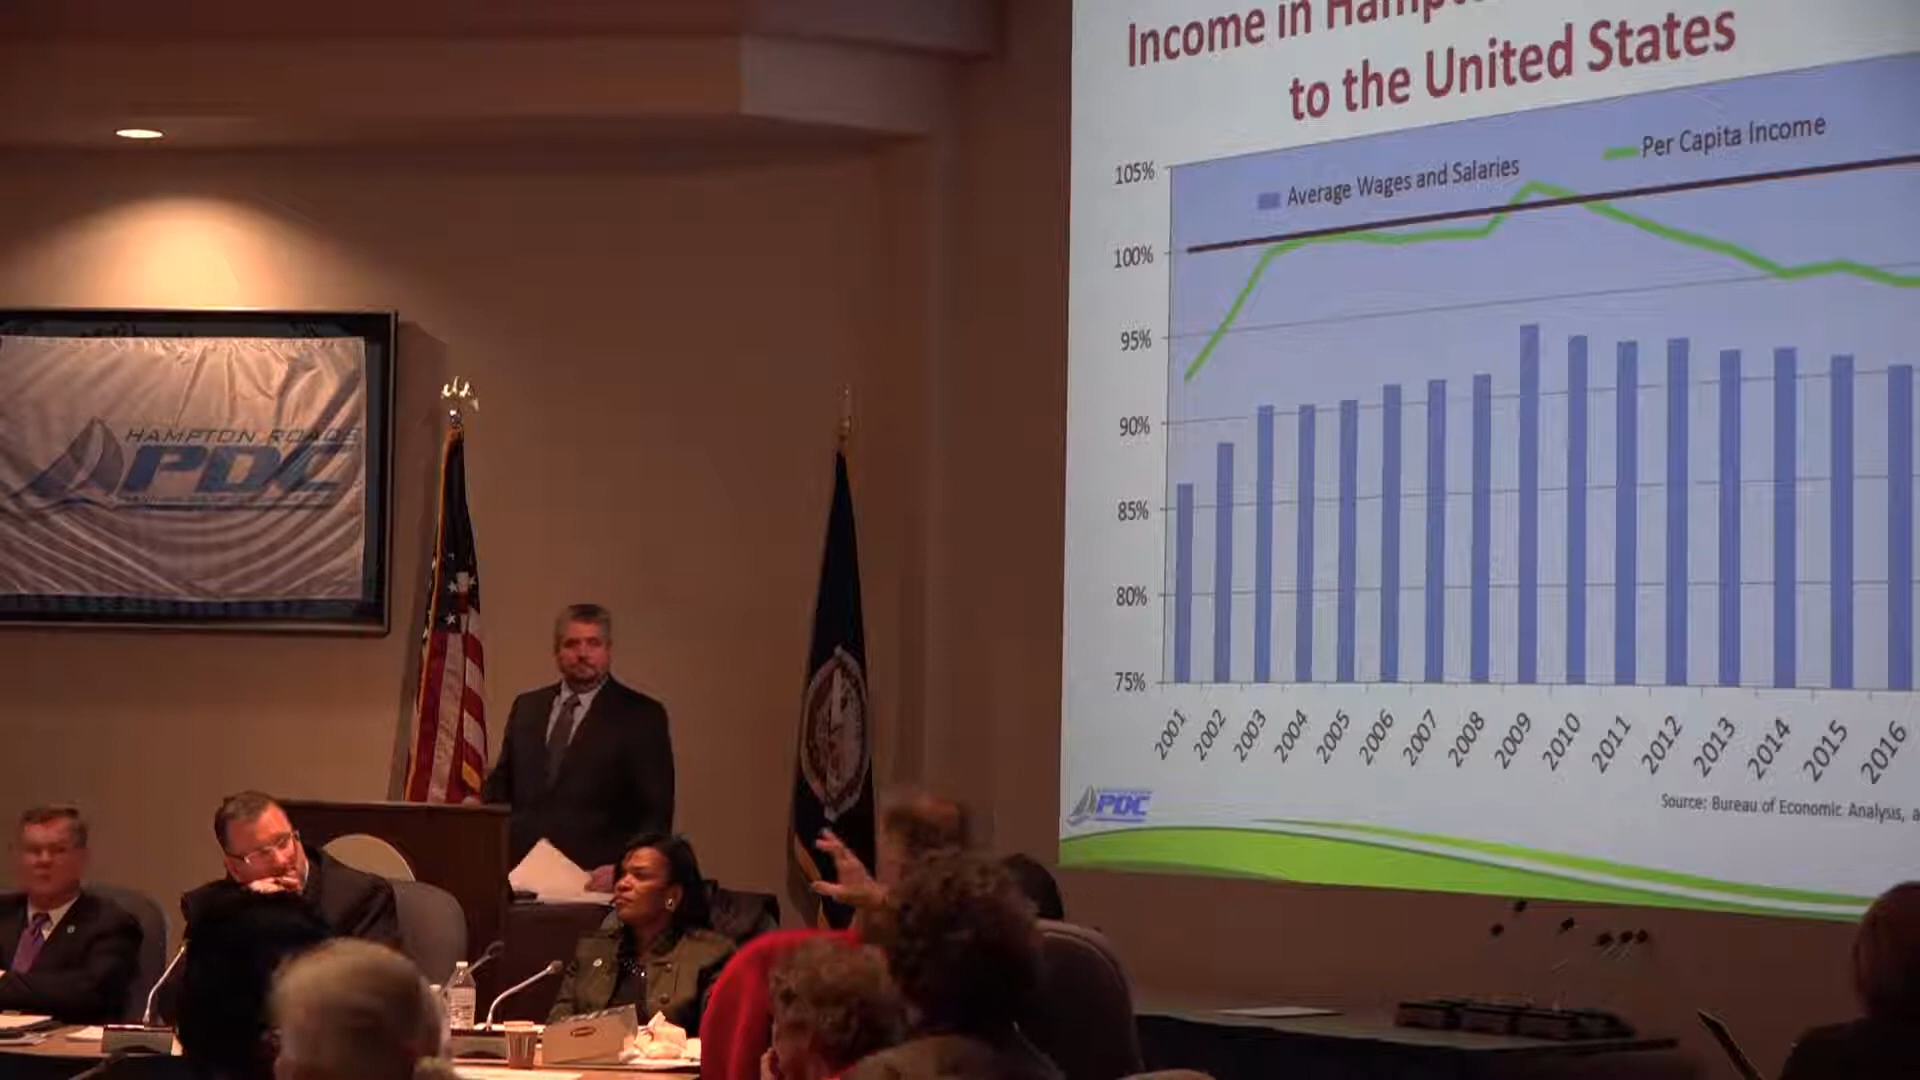 Income in
to the United States
Average Wages and Salaries
Per Capita Income
105%
100%
95%
90%
85%
80%
75%
2001
2002
2003
2004
2005
2006
2007
2008
2009
2010
2011
2012
2013
2014
2015
2016
Source: Bureau of Economic Analysis,
PDC
HAMPTON ROADS
PDC